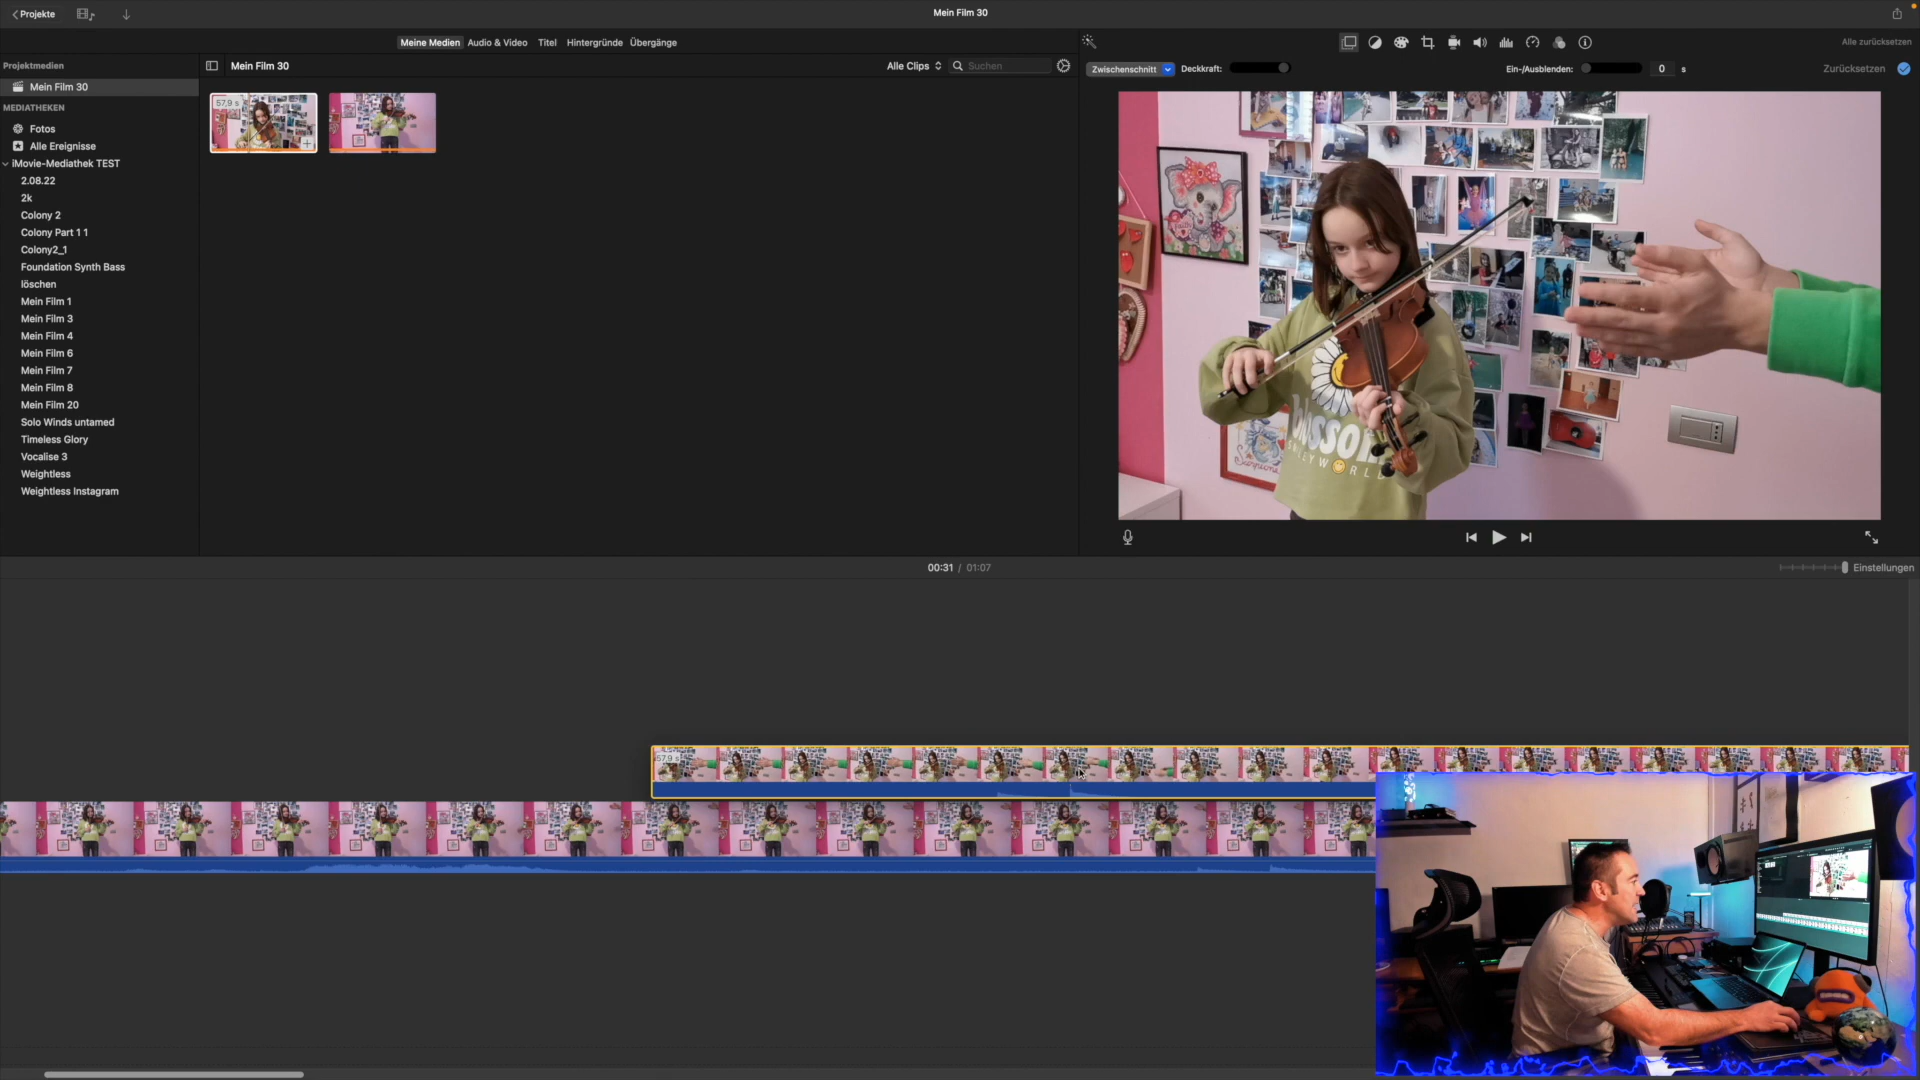 Projekte
Mein Film 30
Meine Medien Audio & Video Titel Hintergründe Übergänge
Alle zurücksetzen
Projektmedien
Mein Film 30
Alle Clips
Suchen
Zwischenschnitt
Deckkraft:
Ein-/Ausblenden:
0 s
Zurücksetzen
Mein Film 30
MEDIATHEKEN
Fotos
Alle Ereignisse
iMovie-Mediathek TEST
2.08.22
2k
Colony 2
Colony Part 1 1
Colony2_1
Foundation Synth Bass
löschen
Mein Film 1
Mein Film 3
Mein Film 4
Mein Film 6
Mein Film 7
Mein Film 8
Mein Film 20
Solo Winds untamed
Timeless Glory
Vocalise 3
Weightless
Weightless Instagram
57,9 s
00:31 / 01:07
Einstellungen
57,9 s